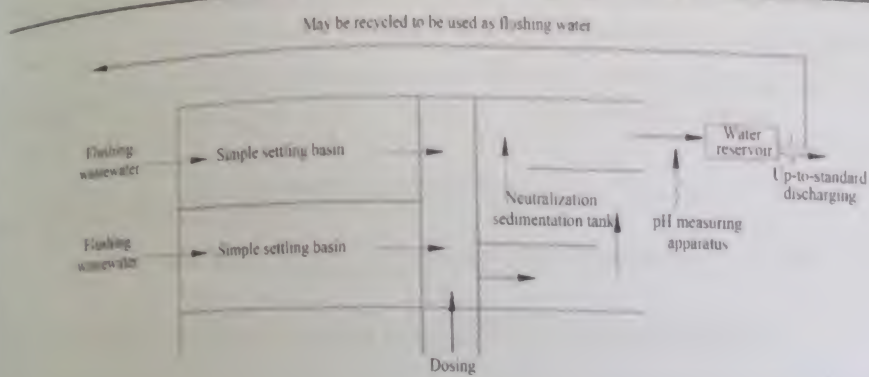 May be recycled to be used as flushing water
Flushing
wastewater
Simple settling basin
Water
reservoir
Up-to-standard
discharging
Neutralization
sedimentation tank
pH measuring
apparatus
Flushing
wastewater
Simple settling basin
Dosing